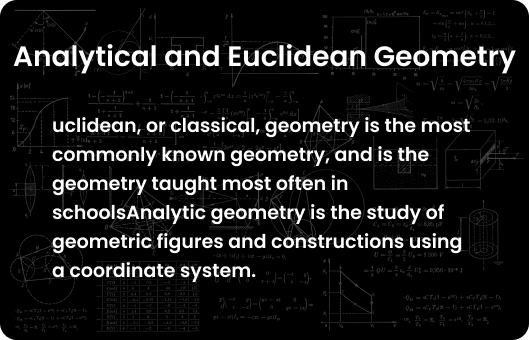 Analytical and Euclidean Geometry
uclidean, or classical, geometry is the most
commonly known geometry, and is the
geometry taught most often in
schoolsAnalytic geometry is the study of
geometric figures and constructions using
a coordinate system.